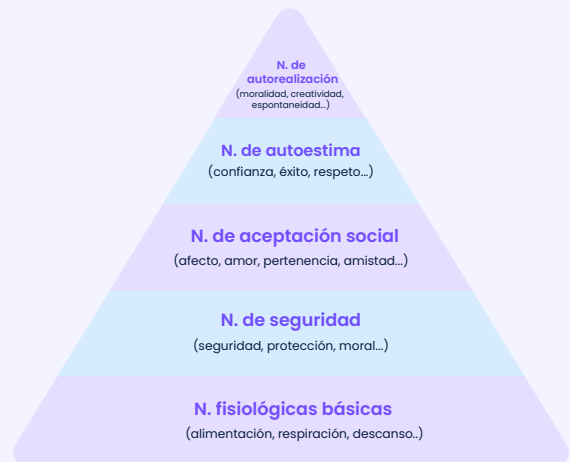 N. de
autorealización
(moralidad, creatividad,
espontaneidad...)
N. de autoestima
(confianza, éxito, respeto...)
N. de aceptación social
(afecto, amor, pertenencia, amistad...)
N. de seguridad
(seguridad, protección, moral...)
N. fisiológicas básicas
(alimentación, respiración, descanso..)